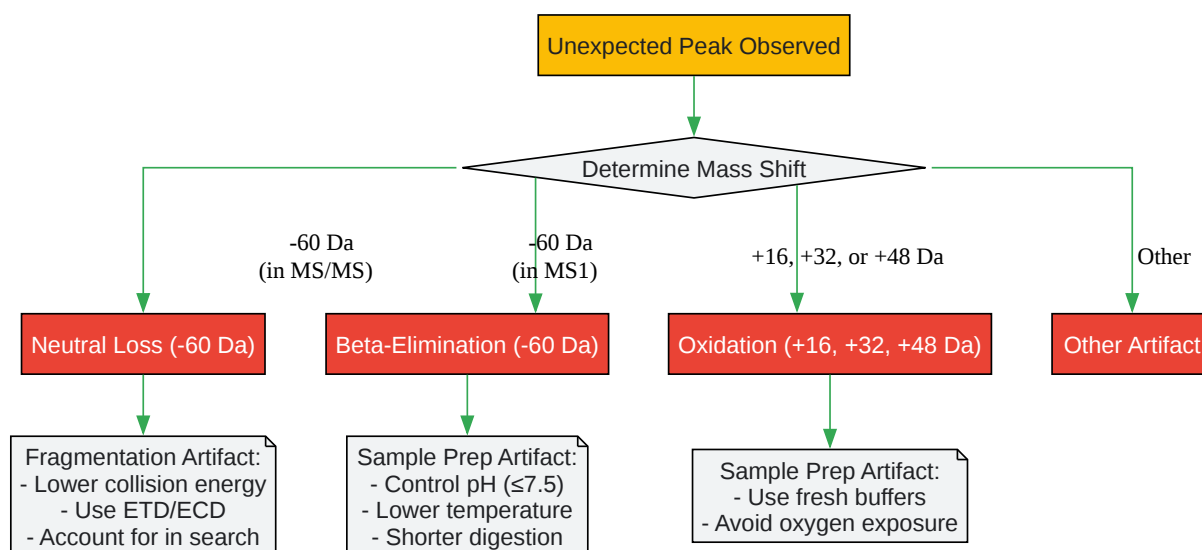 Unexpected Peak Observed
Determine Mass Shift
-60 Da
(in MS/MS)
-60 Da
(in MS1)
+16, +32, or +48 Da
Other
Neutral Loss (-60 Da)
Beta-Elimination (-60 Da)
Oxidation (+16, +32, +48 Da)
Other Artifact
Fragmentation Artifact:
- Lower collision energy
- Use ETD/ECD
- Account for in search
Sample Prep Artifact:
- Control pH (≤7.5)
- Lower temperature
- Shorter digestion
Sample Prep Artifact:
- Use fresh buffers
- Avoid oxygen exposure